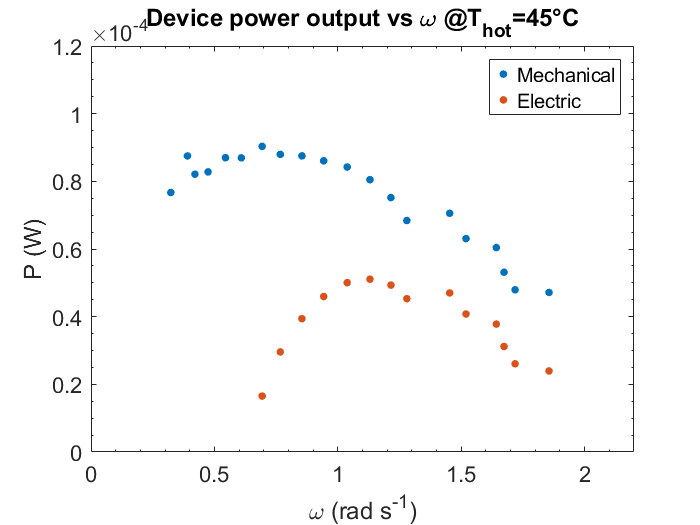 Device power output vs ω @T_hot=45°C
×10^-4
1.2
1
0.8
0.6
0.4
0.2
0
P (W)
Mechanical
Electric
0 0.5 1 1.5 2
ω (rad s^-1)